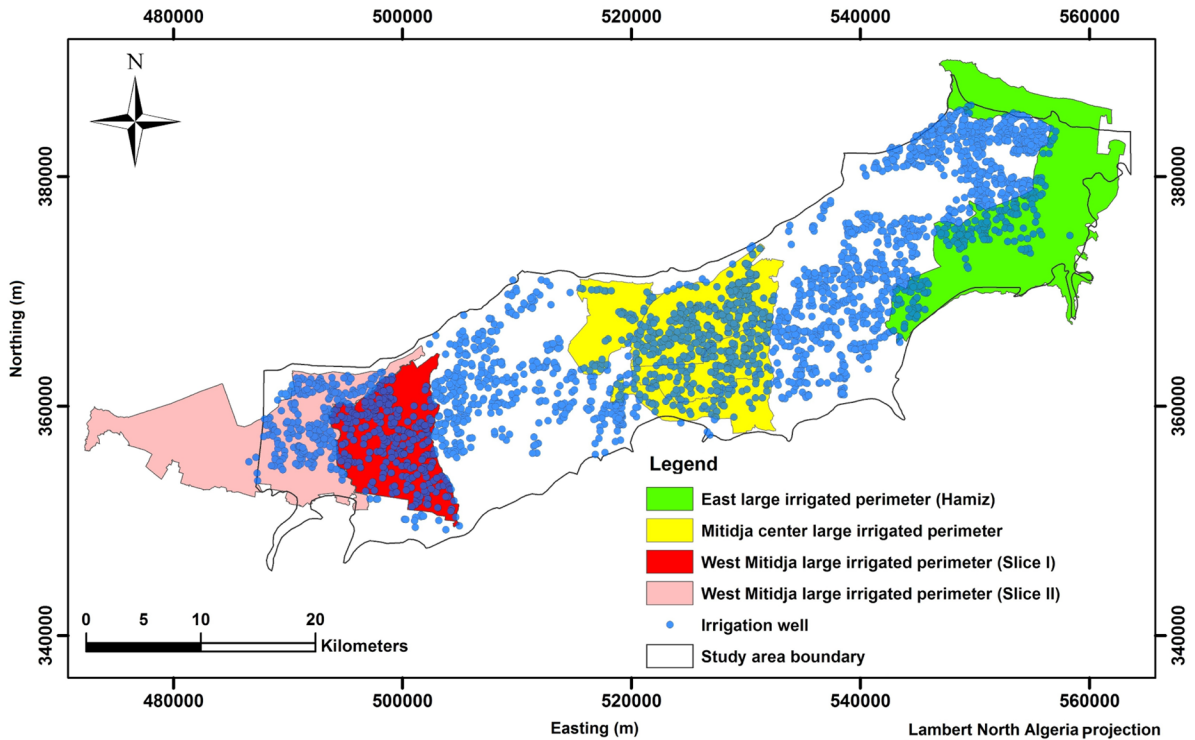 480000 500000 520000 540000 560000
N
380000 380000
Northing (m)
360000 360000
Legend
East large irrigated perimeter (Hamiz)
Mitidja center large irrigated perimeter
West Mitidja large irrigated perimeter (Slice I)
West Mitidja large irrigated perimeter (Slice II)
Irrigation well
Study area boundary
0 5 10 20
Kilometers
340000 340000
480000 500000 520000 540000 560000
Easting (m)
Lambert North Algeria projection